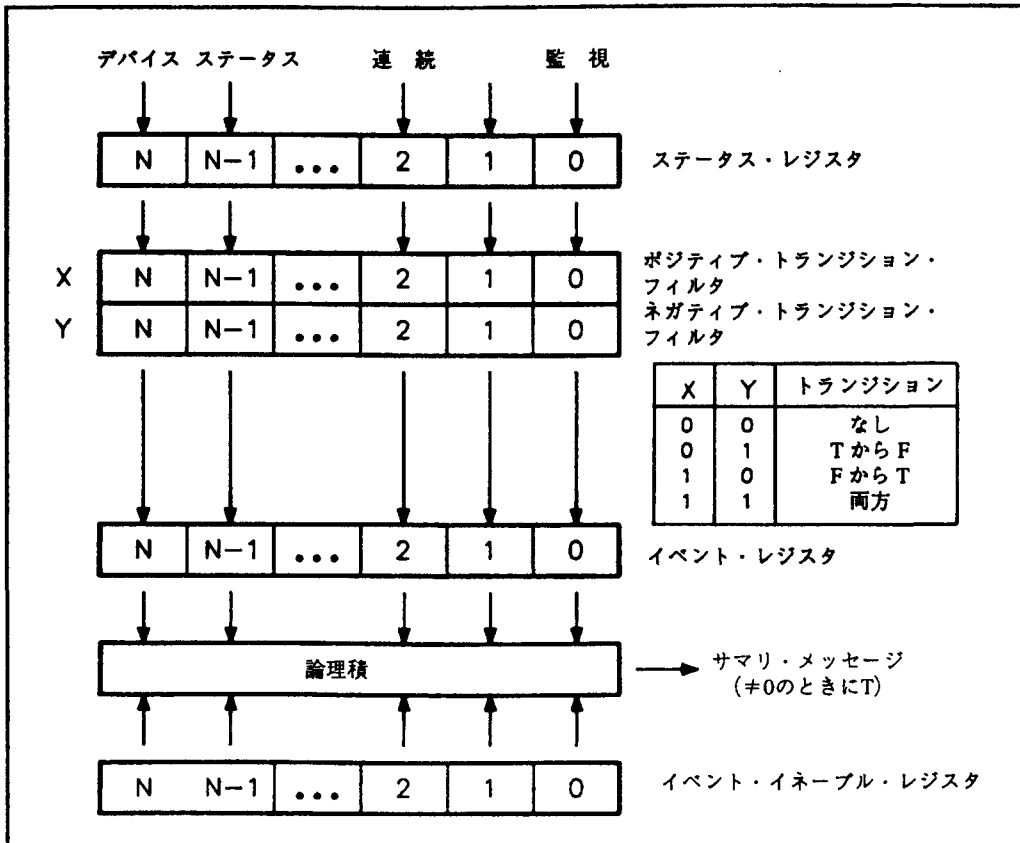 デバイス ステータス 連 続 監 視
N N-1 ... 2 1 0 ステータス・レジスタ
X N N-1 ... 2 1 0 ポジティブ・トランジション・
フィルタ
Y N N-1 ... 2 1 0 ネガティブ・トランジション・
フィルタ
X Y トランジション
0 0 なし
0 1 TからF
1 0 FからT
1 1 両方
N N-1 ... 2 1 0 イベント・レジスタ
論理積 サマリ・メッセージ
(≠0のときにT)
N N-1 ... 2 1 0 イベント・イネーブル・レジスタ